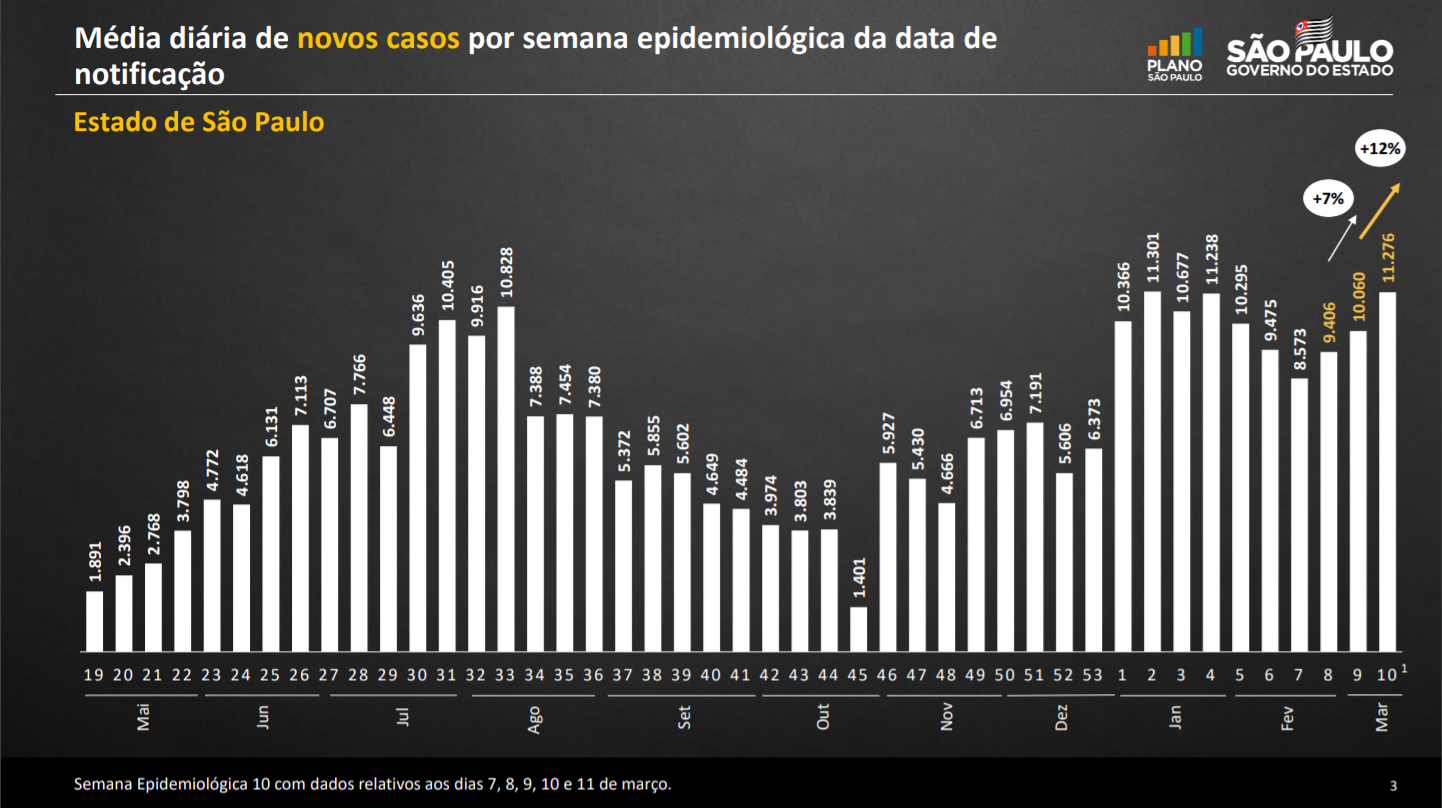 Média diária de novos casos por semana epidemiológica da data de
notificação
PLANO
SÃO PAULO
SÃO PAULO
GOVERNO DO ESTADO
Estado de São Paulo
+12%
+7%
1.891 2.396 2.768 3.798 4.772 4.618 6.131 7.113 6.707 7.766 6.448 9.636 10.405 9.916 10.828 7.388 7.454 7.380 5.372 5.855 5.602 4.649 4.484 3.974 3.803 3.839 1.401 5.927 5.430 4.666 6.713 6.954 7.191 5.606 6.373 10.366 11.301 10.677 11.238 10.295 9.475 8.573 9.406 10.060 11.276
19 20 21 22 23 24 25 26 27 28 29 30 31 32 33 34 35 36 37 38 39 40 41 42 43 44 45 46 47 48 49 50 51 52 53 1 2 3 4 5 6 7 8 9 10 1
Mai Jun Jul Ago Set Out Nov Dez Jan Fev Mar
Semana Epidemiológica 10 com dados relativos aos dias 7, 8, 9, 10 e 11 de março.
3